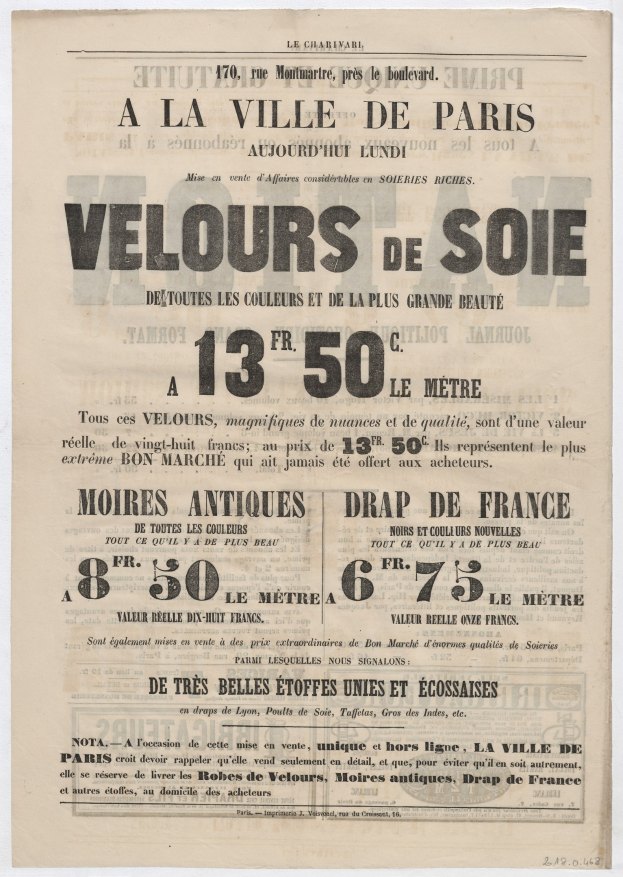 LE CHARIVARI.
170, rue Montmartre, près le boulevard.
A LA VILLE DE PARIS
AUJOURD'HUI LUNDI
Mise en vente d'Affaires considérables en SOIERIES RICHES.
VELOURS DE SOIE
DE TOUTES LES COULEURS ET DE LA PLUS GRANDE BEAUTÉ
A 13 FR. 50 C. LE MÈTRE
Tous ces VELOURS, magnifiques de nuances et de qualité, sont d'une valeur
réelle de vingt-huit francs; au prix de 13 FR. 50 C. Ils représentent le plus
extrême BON MARCHÉ qui ait jamais été offert aux acheteurs.
MOIRES ANTIQUES
DE TOUTES LES COULEURS
TOUT CE QU'IL Y A DE PLUS BEAU
A 8 FR. 50 LE MÈTRE
VALEUR RÉELLE DIX-HUIT FRANCS.
DRAP DE FRANCE
NOIRS ET COULEURS NOUVELLES
TOUT CE QU'IL Y A DE PLUS BEAU
A 6 FR. 75 LE MÈTRE
VALEUR REELLE ONZE FRANCS.
Sont également mises en vente à des prix extraordinaires de Bon Marché d'énormes qualités de Soieries
PARMI LESQUELLES NOUS SIGNALONS:
DE TRÈS BELLES ÉTOFFES UNIES ET ÉCOSSAISES
en draps de Lyon, Poults de Soie, Taffetas, Gros des Indes, etc.
NOTA. — A l'occasion de cette mise en vente, unique et hors ligne, LA VILLE DE
PARIS croit devoir rappeler qu'elle vend seulement en détail, et que, pour éviter qu'il en soit autrement,
elle se réserve de livrer les Robes de Velours, Moires antiques, Drap de France
et autres étoffes, au domicile des acheteurs
Paris. — Imprimerie J. Voisvenel, rue du Croissant, 16.